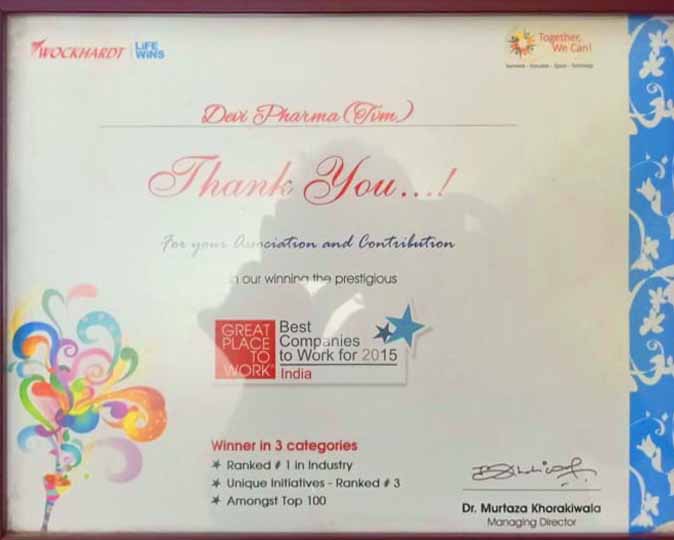 WOCKHARDT LiFE WiNS
Together, We Can!
Devi Pharma (Tvm)
Thank You...!
For your Association and Contribution
in our winning the prestigious
GREAT PLACE TO WORK®
Best Companies to Work for 2015
India
Winner in 3 categories
Ranked # 1 in Industry
Unique Initiatives - Ranked # 3
Amongst Top 100
Dr. Murtaza Khorakiwala
Managing Director